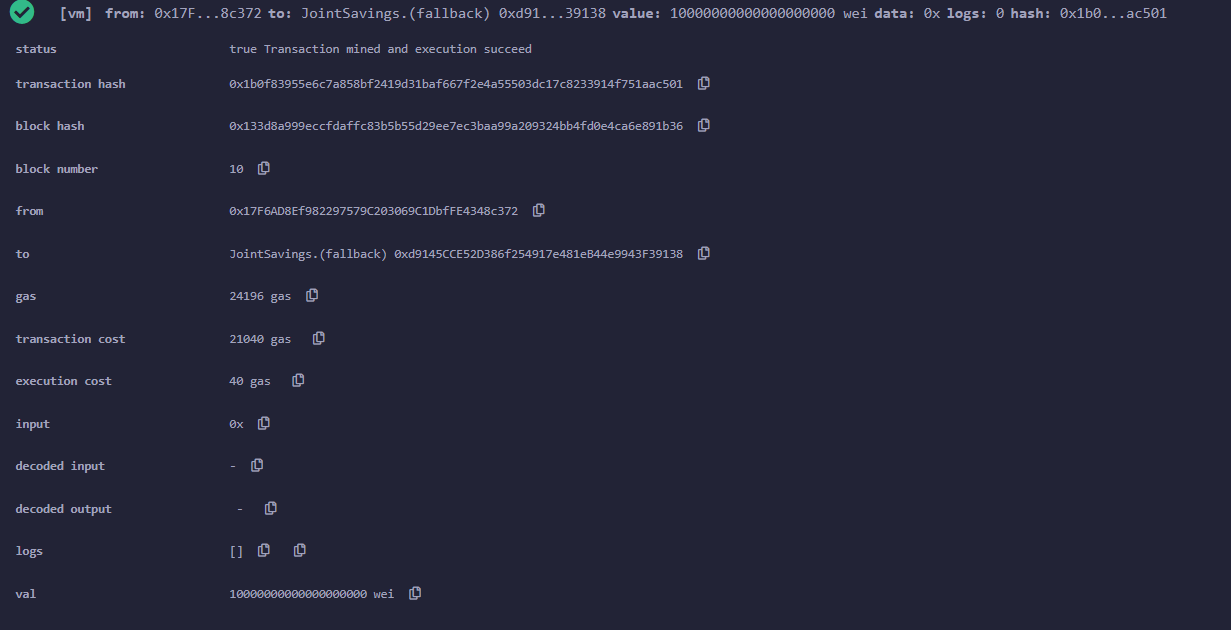 [vm] from: 0x17F...8c372 to: JointSavings.(fallback) 0xd91...39138 value: 10000000000000000000 wei data: 0x logs: 0 hash: 0x1b0...ac501
status true Transaction mined and execution succeed
transaction hash 0x1b0f83955e6c7a858bf2419d31baf667f2e4a55503dc17c8233914f751aac501
block hash 0x133d8a999eccfdaffc83b5b55d29ee7ec3baa99a209324bb4fd0e4ca6e891b36
block number 10
from 0x17F6AD8Ef982297579C203069C1DbfFE4348c372
to JointSavings.(fallback) 0xd9145CCE52D386f254917e481eB44e9943F39138
gas 24196 gas
transaction cost 21040 gas
execution cost 40 gas
input 0x
decoded input -
decoded output -
logs []
val 10000000000000000000 wei